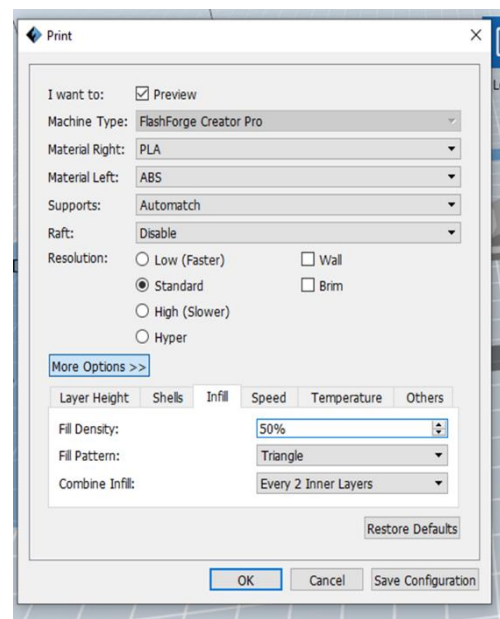 Print
I want to: Preview
Machine Type: FlashForge Creator Pro
Material Right: PLA
Material Left: ABS
Supports: Automatch
Raft: Disable
Resolution: Low (Faster) Wall
Standard Brim
High (Slower)
Hyper
More Options >>
Layer Height Shells Infill Speed Temperature Others
Fill Density: 50%
Fill Pattern: Triangle
Combine Infill: Every 2 Inner Layers
Restore Defaults
OK Cancel Save Configuration